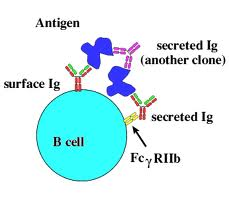 Antigen
secreted Ig
(another clone)
surface Ig
secreted Ig
B cell
FcγRIIb